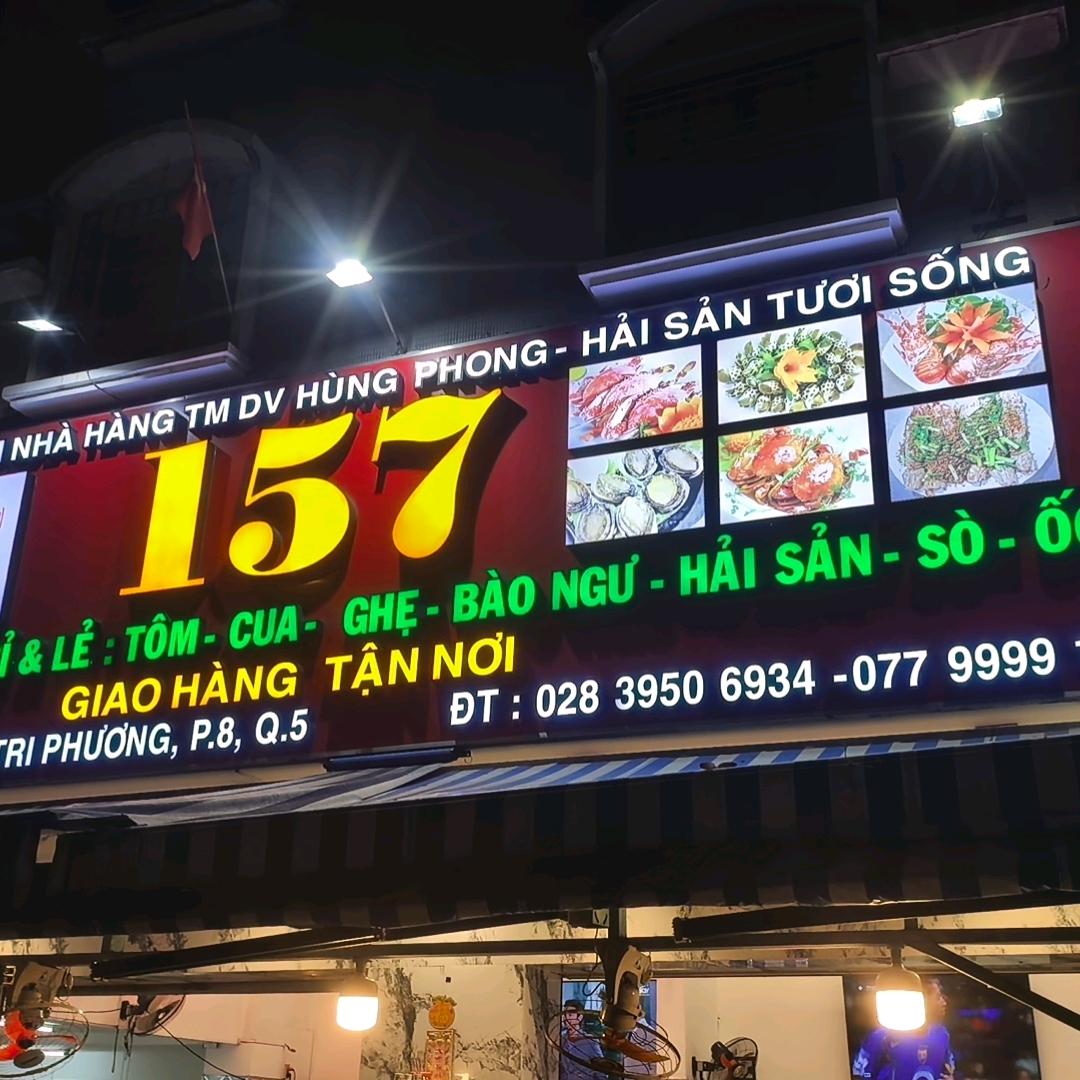 NHÀ HÀNG TM DV HÙNG PHONG - HẢI SẢN TƯƠI SỐNG
157
& LẺ : TÔM - CUA - GHẸ - BÀO NGƯ - HẢI SẢN - SÒ -
GIAO HÀNG TẬN NƠI
TRI PHƯƠNG, P.8, Q.5
ĐT : 028 3950 6934 - 077 9999